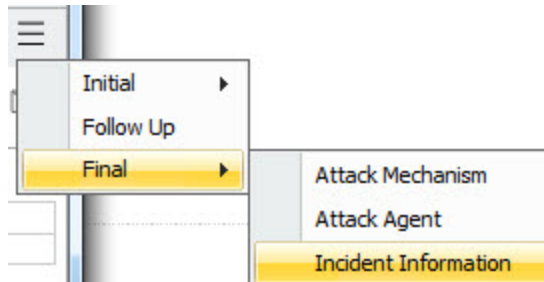 Initial
Follow Up
Final
Attack Mechanism
Attack Agent
Incident Information